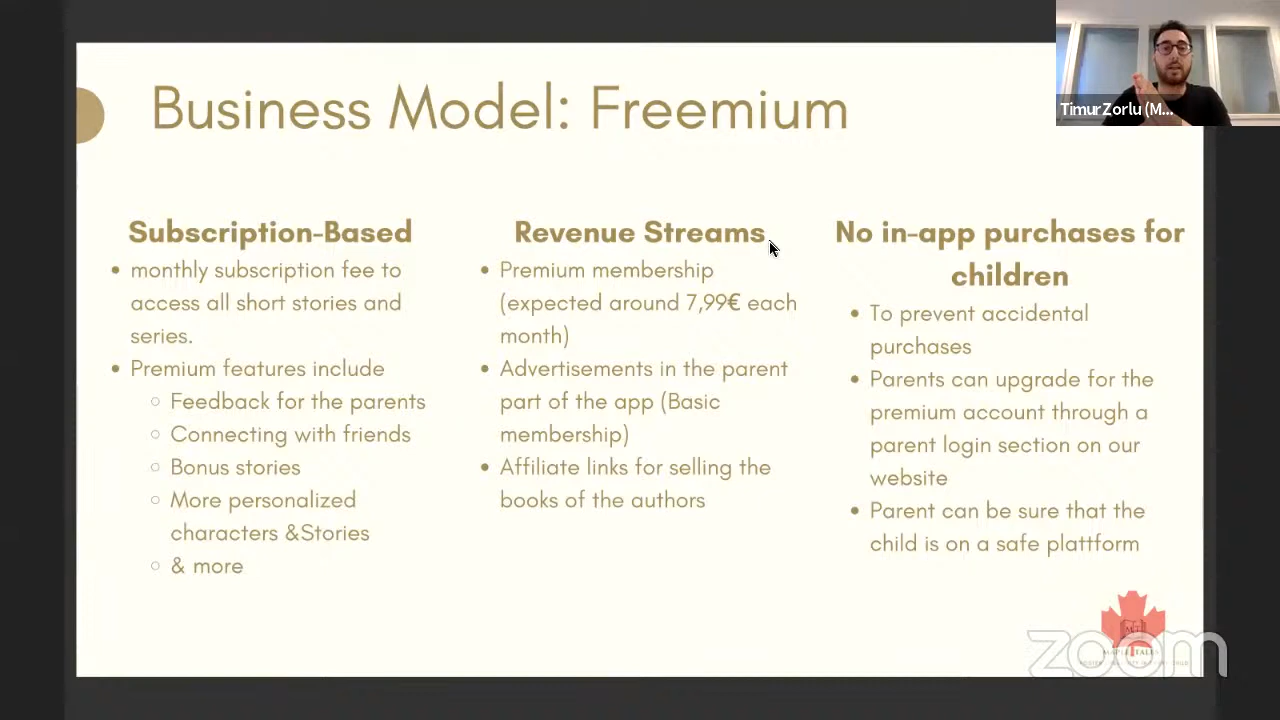 Business Model: Freemium
Timur Zorlu (M...
Subscription-Based
• monthly subscription fee to
access all short stories and
series.
• Premium features include
○ Feedback for the parents
○ Connecting with friends
○ Bonus stories
○ More personalized
characters &Stories
○ & more
Revenue Streams
• Premium membership
(expected around 7,99€ each
month)
• Advertisements in the parent
part of the app (Basic
membership)
• Affiliate links for selling the
books of the authors
No in-app purchases for
children
• To prevent accidental
purchases
• Parents can upgrade for the
premium account through a
parent login section on our
website
• Parent can be sure that the
child is on a safe plattform
zoom